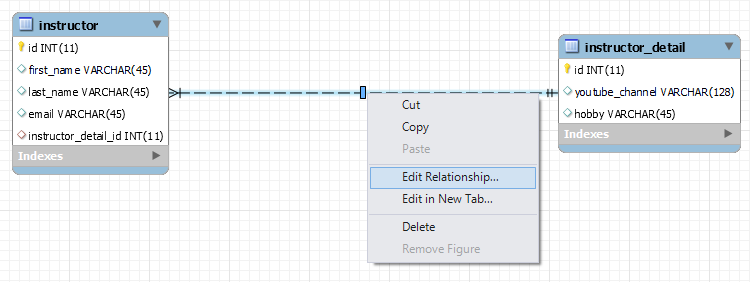 instructor
id INT(11)
first_name VARCHAR(45)
last_name VARCHAR(45)
email VARCHAR(45)
instructor_detail_id INT(11)
Indexes
Cut
Copy
Paste
Edit Relationship...
Edit in New Tab...
Delete
Remove Figure
instructor_detail
id INT(11)
youtube_channel VARCHAR(128)
hobby VARCHAR(45)
Indexes